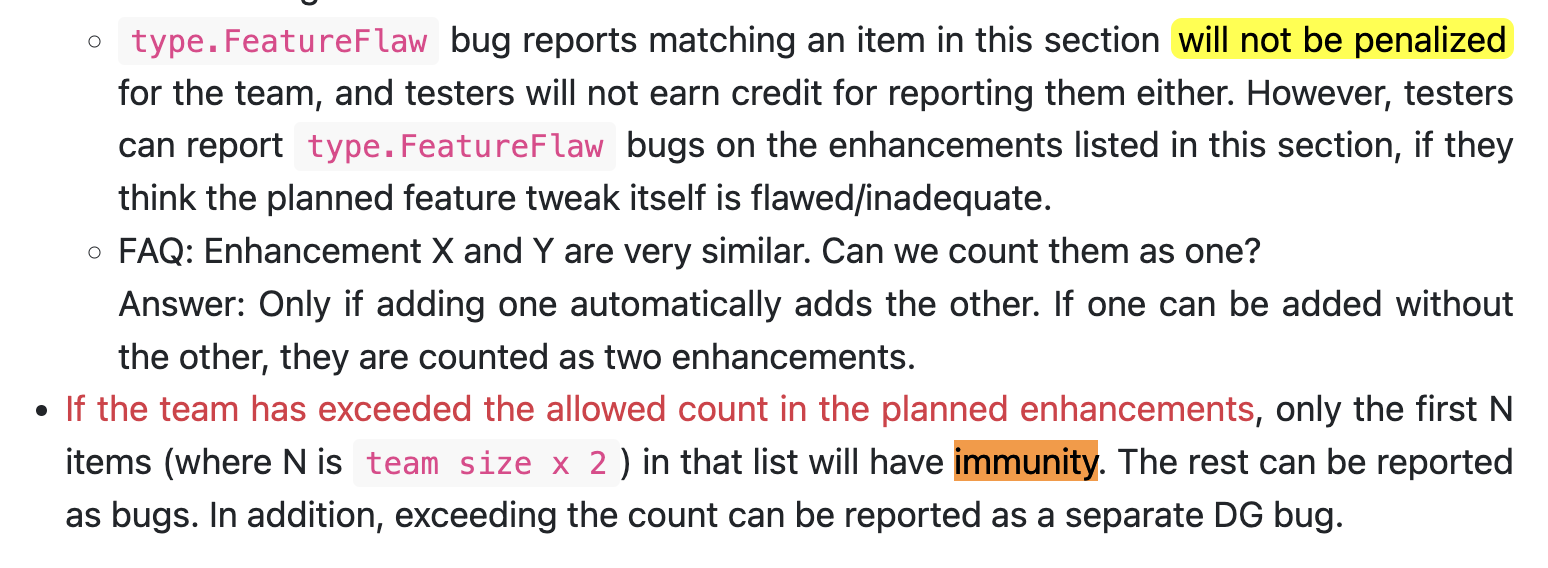 type.FeatureFlaw bug reports matching an item in this section will not be penalized
for the team, and testers will not earn credit for reporting them either. However, testers
can report type.FeatureFlaw bugs on the enhancements listed in this section, if they
think the planned feature tweak itself is flawed/inadequate.
FAQ: Enhancement X and Y are very similar. Can we count them as one?
Answer: Only if adding one automatically adds the other. If one can be added without
the other, they are counted as two enhancements.
If the team has exceeded the allowed count in the planned enhancements, only the first N
items (where N is team size x 2) in that list will have immunity. The rest can be reported
as bugs. In addition, exceeding the count can be reported as a separate DG bug.